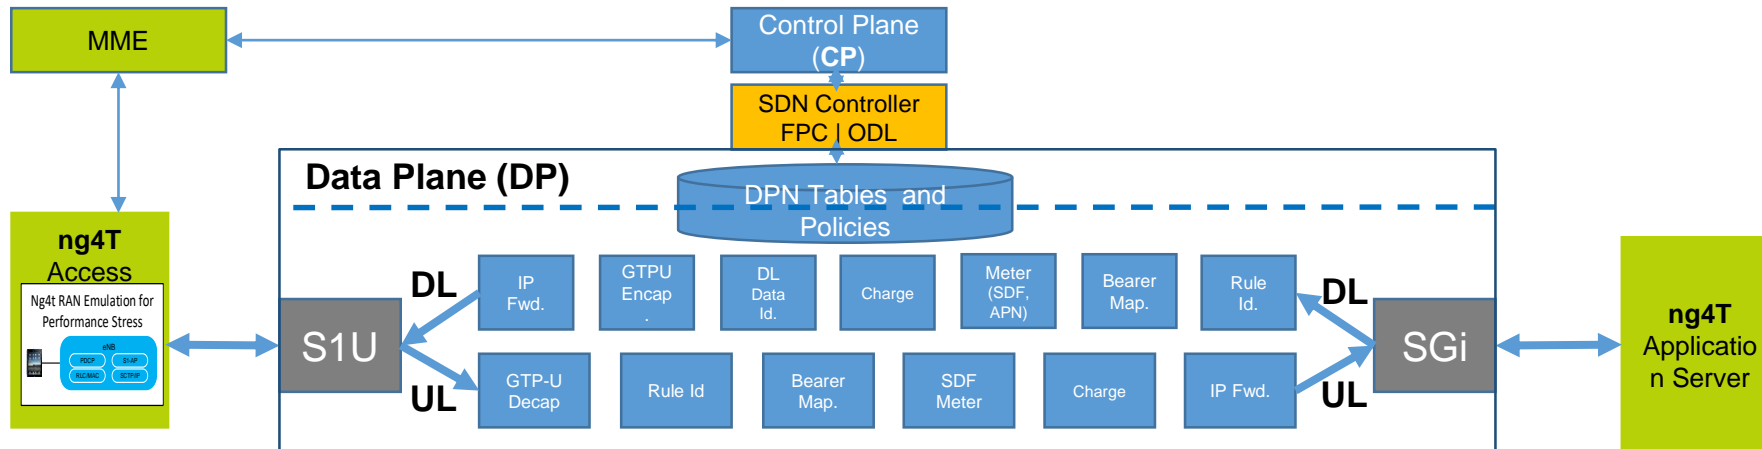 MME
Control Plane
(CP)
SDN Controller
FPC | ODL
Data Plane (DP)
DPN Tables and
Policies
ng4T
Access
Ng4t RAN Emulation for
Performance Stress
eNB
PDCP
S1-AP
RLC/MAC
SCTP/IP
S1U
DL
IP
Fwd.
GTPU
Encap
.
DL
Data
Id.
Charge
Meter
(SDF,
APN)
Bearer
Map.
Rule
Id.
DL
UL
GTP-U
Decap
Rule Id
Bearer
Map.
SDF
Meter
Charge
IP Fwd.
UL
SGi
ng4T
Applicatio
n Server